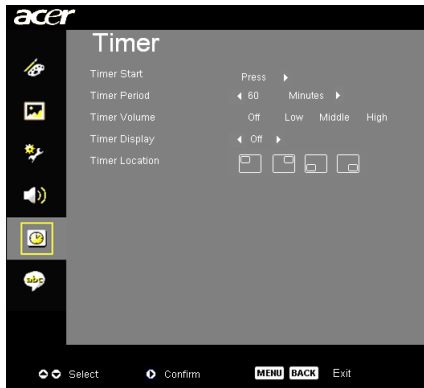 acer
Timer
Timer Start Press
Timer Period 60 Minutes
Timer Volume Off Low Middle High
Timer Display Off
Timer Location
abc
Select Confirm MENU BACK Exit